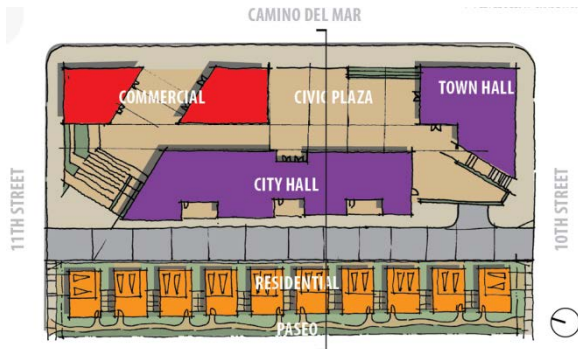 CAMINO DEL MAR
COMMERCIAL
CIVIC PLAZA
TOWN HALL
CITY HALL
11TH STREET
10TH STREET
RESIDENTIAL
PASEO